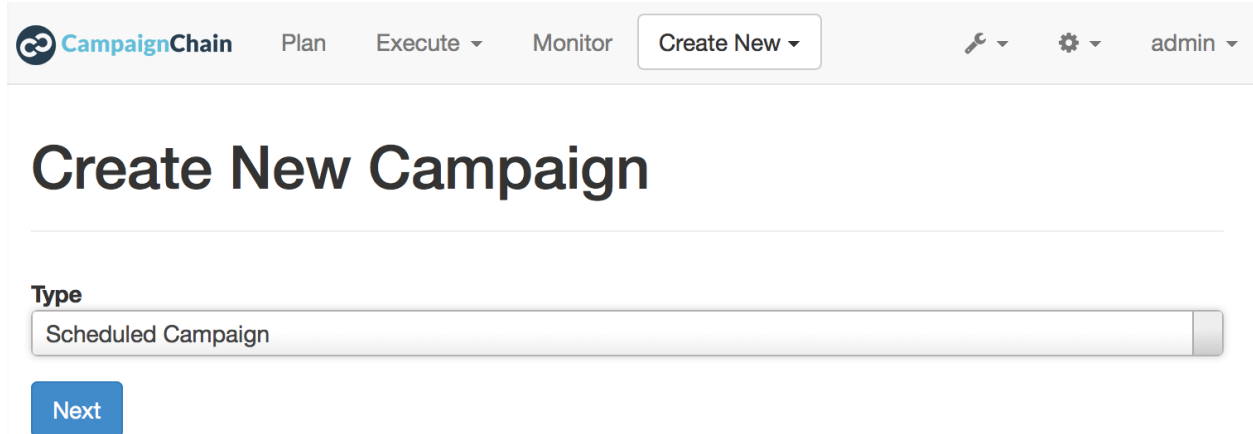 CampaignChain Plan Execute Monitor Create New admin
Create New Campaign
Type
Scheduled Campaign
Next